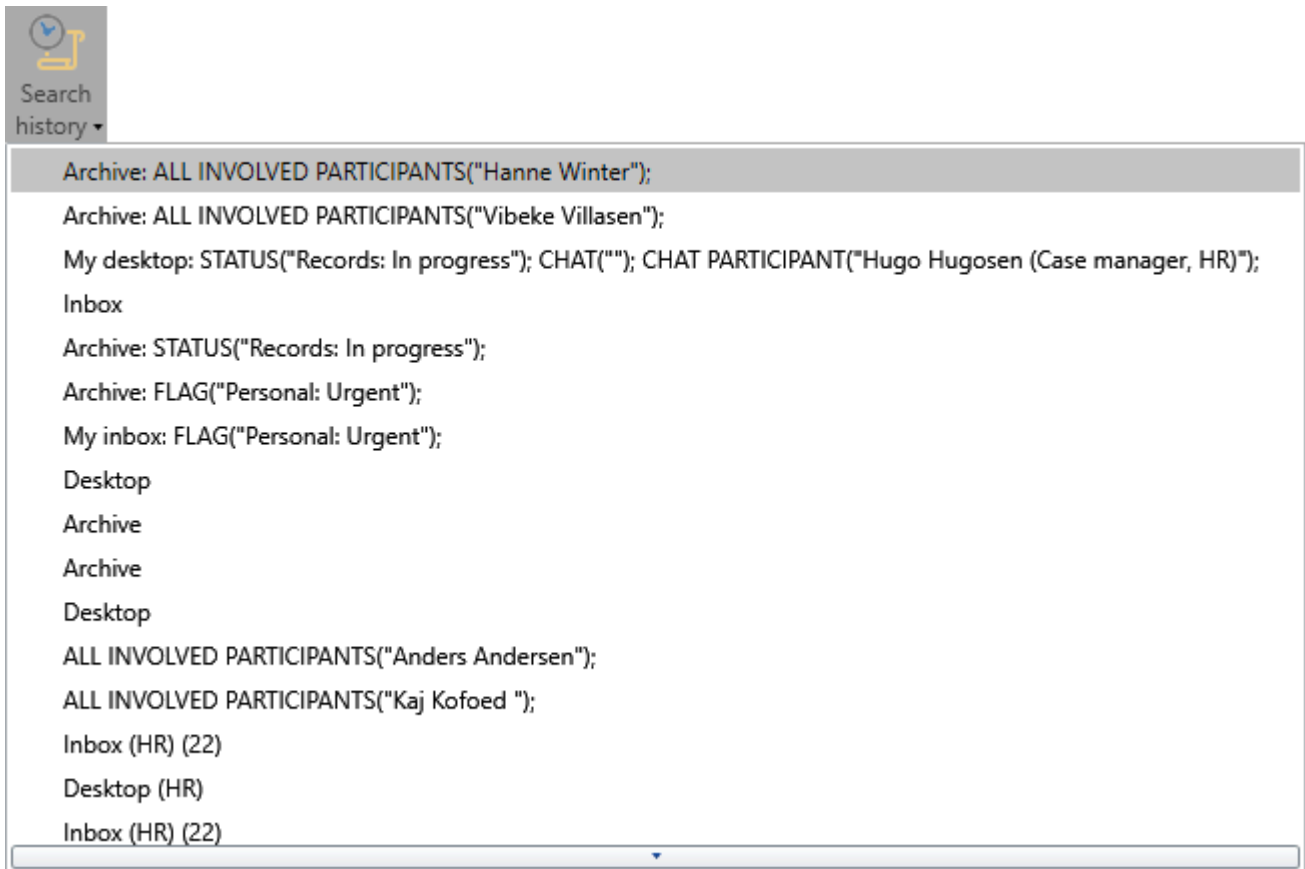 Search
history
Archive: ALL INVOLVED PARTICIPANTS("Hanne Winter");
Archive: ALL INVOLVED PARTICIPANTS("Vibeke Villasen");
My desktop: STATUS("Records: In progress"); CHAT(""); CHAT PARTICIPANT("Hugo Hugosen (Case manager, HR)");
Inbox
Archive: STATUS("Records: In progress");
Archive: FLAG("Personal: Urgent");
My inbox: FLAG("Personal: Urgent");
Desktop
Archive
Archive
Desktop
ALL INVOLVED PARTICIPANTS("Anders Andersen");
ALL INVOLVED PARTICIPANTS("Kaj Kofoed ");
Inbox (HR) (22)
Desktop (HR)
Inbox (HR) (22)